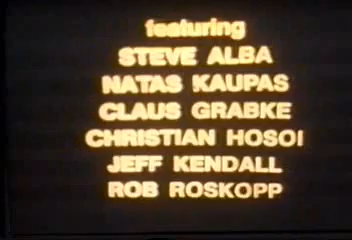 featuring
STEVE ALBA
NATAS KAUPAS
CLAUS GRABKE
CHRISTIAN HOSOI
JEFF KENDALL
ROB ROSKOPP